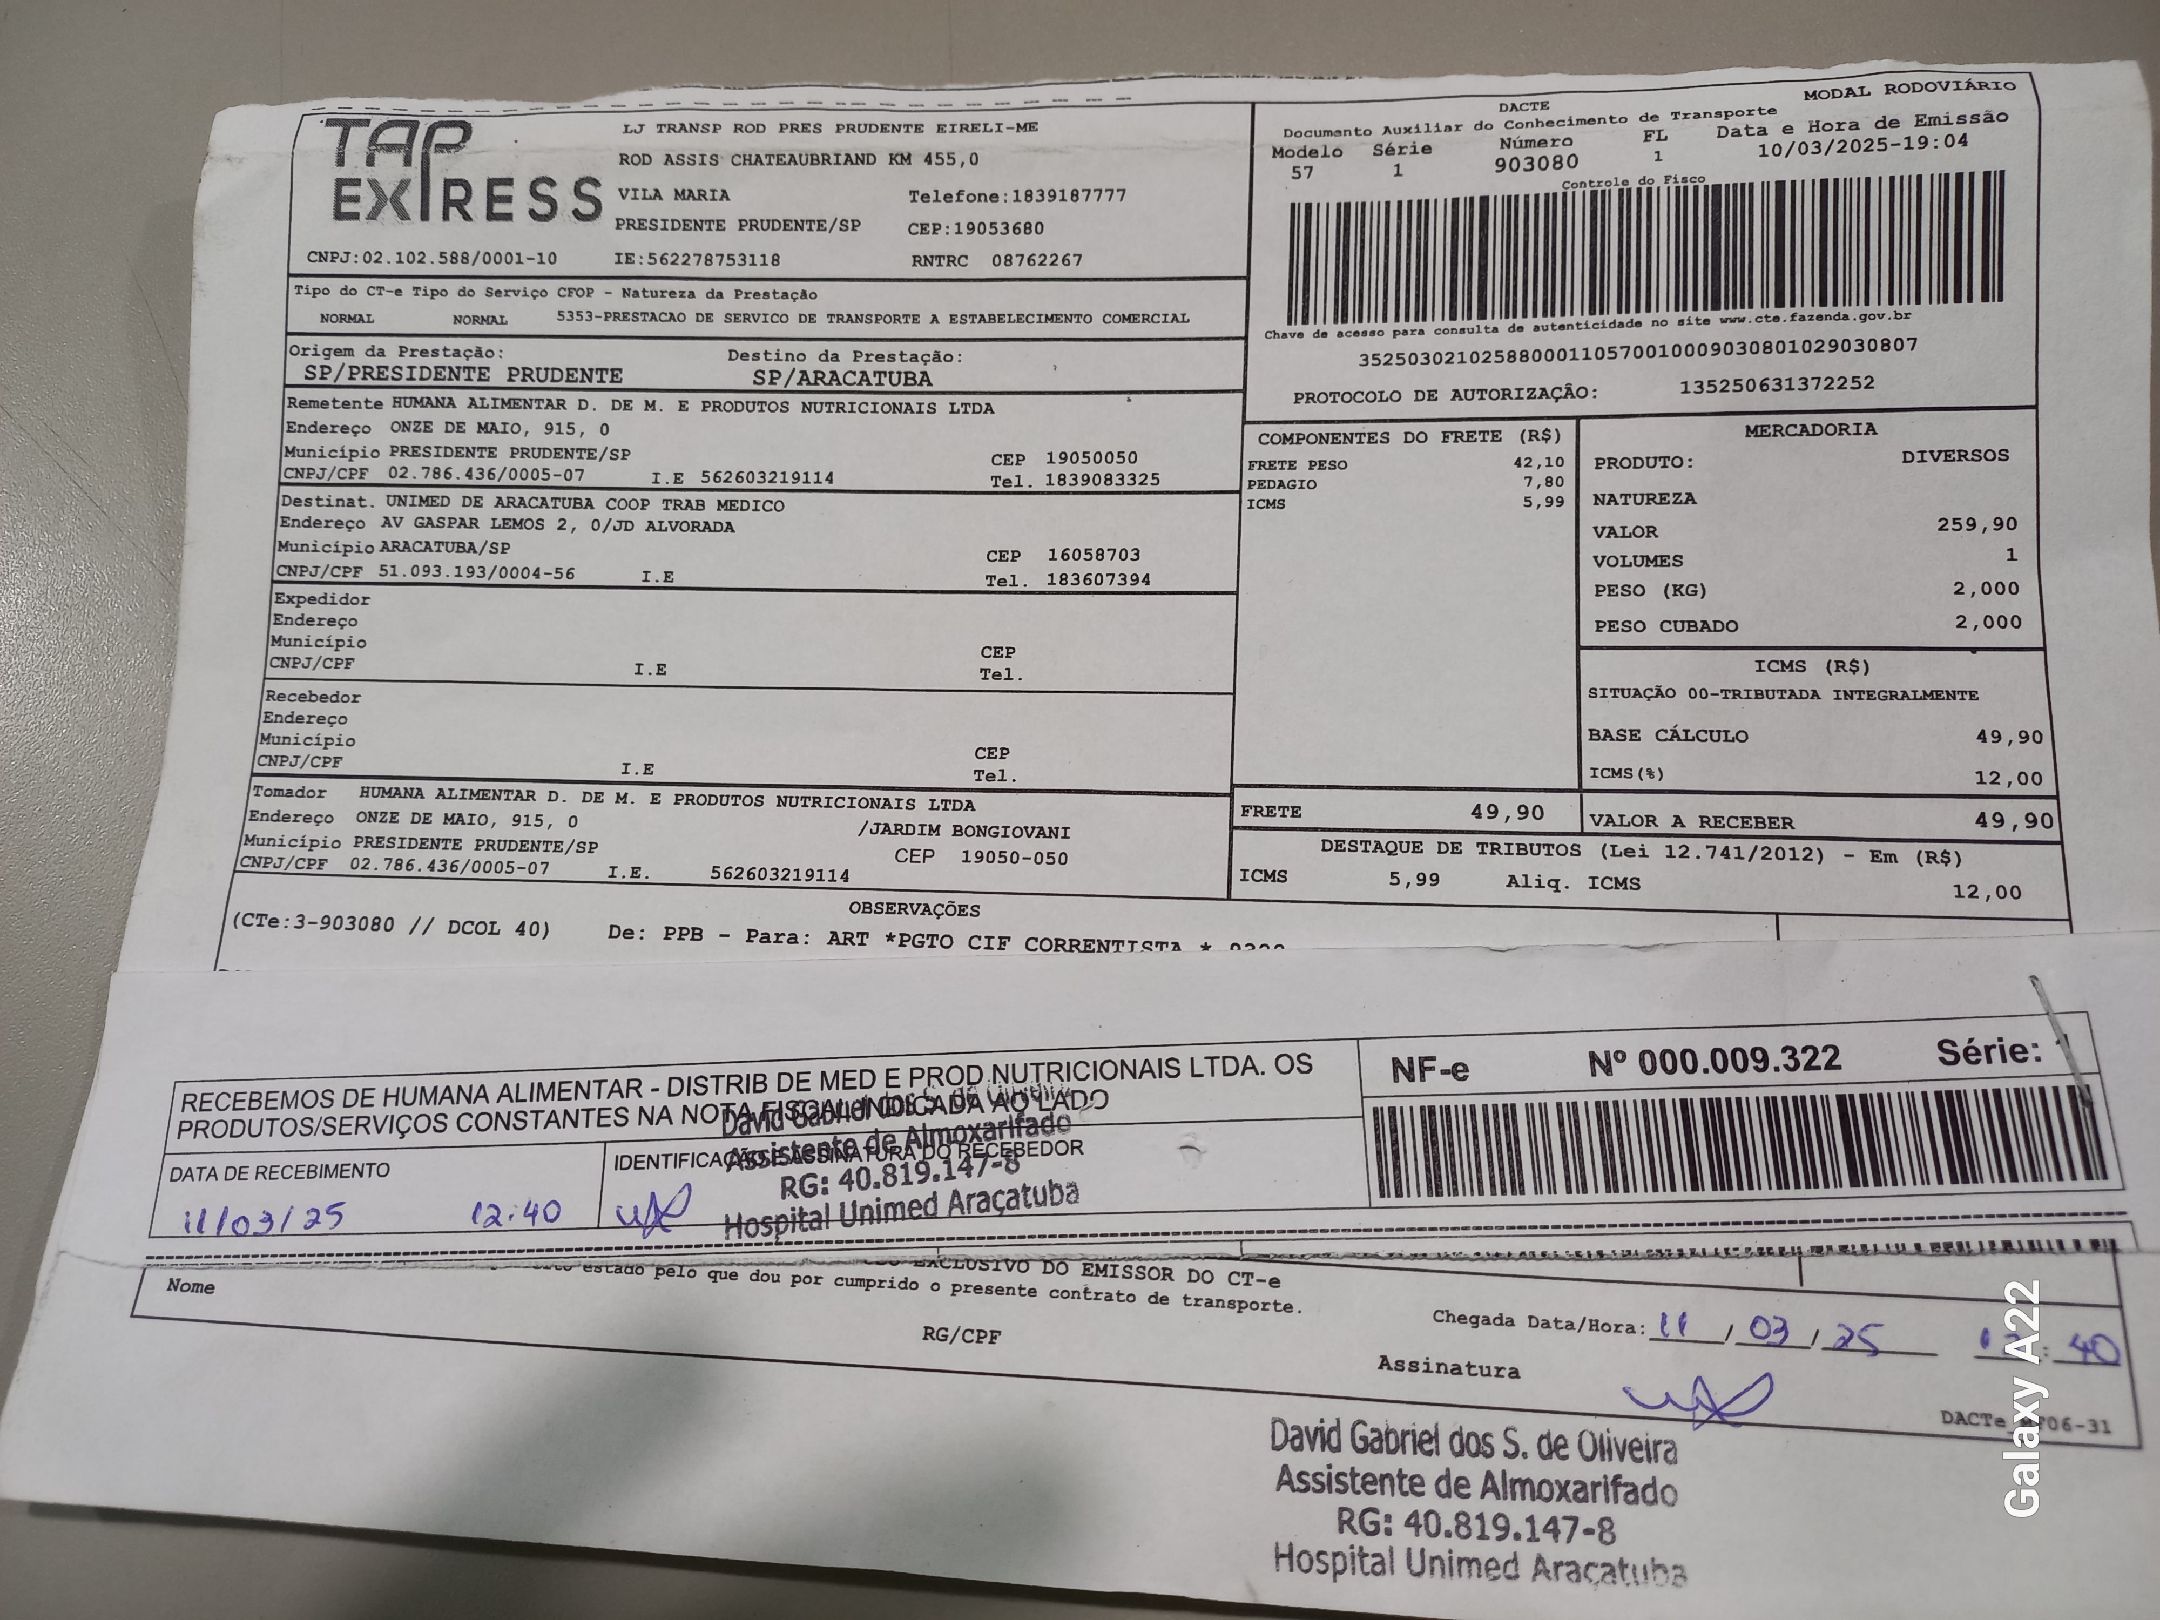 TAP EXPRESS
LJ TRANSP ROD PRES PRUDENTE EIRELI-ME
ROD ASSIS CHATEAUBRIAND KM 455,0
VILA MARIA Telefone:1839187777
PRESIDENTE PRUDENTE/SP CEP:19053680
CNPJ:02.102.588/0001-10 IE:562278753118 RNTRC 08762267
DACTE MODAL RODOVIÁRIO
Documento Auxiliar do Conhecimento de Transporte
Modelo Série Número FL Data e Hora de Emissão
57 1 903080 1 10/03/2025-19:04
Controle do Fisco
Chave de acesso para consulta de autenticidade no site www.cte.fazenda.gov.br
35250302102588000110570010009030801029030807
PROTOCOLO DE AUTORIZAÇÃO: 135250631372252
Tipo do CT-e Tipo do Serviço CFOP - Natureza da Prestação
NORMAL NORMAL 5353-PRESTACAO DE SERVICO DE TRANSPORTE A ESTABELECIMENTO COMERCIAL
Origem da Prestação: Destino da Prestação:
SP/PRESIDENTE PRUDENTE SP/ARACATUBA
Remetente HUMANA ALIMENTAR D. DE M. E PRODUTOS NUTRICIONAIS LTDA
Endereço ONZE DE MAIO, 915, 0
Município PRESIDENTE PRUDENTE/SP CEP 19050050
CNPJ/CPF 02.786.436/0005-07 I.E 562603219114 Tel. 1839083325
Destinat. UNIMED DE ARACATUBA COOP TRAB MEDICO
Endereço AV GASPAR LEMOS 2, 0/JD ALVORADA
Município ARACATUBA/SP CEP 16058703
CNPJ/CPF 51.093.193/0004-56 I.E Tel. 183607394
Expedidor
Endereço
Município CEP
CNPJ/CPF I.E Tel.
Recebedor
Endereço
Município CEP
CNPJ/CPF I.E Tel.
Tomador HUMANA ALIMENTAR D. DE M. E PRODUTOS NUTRICIONAIS LTDA
Endereço ONZE DE MAIO, 915, 0 /JARDIM BONGIOVANI
Município PRESIDENTE PRUDENTE/SP CEP 19050-050
CNPJ/CPF 02.786.436/0005-07 I.E. 562603219114
COMPONENTES DO FRETE (R$)
FRETE PESO 42,10
PEDAGIO 7,80
ICMS 5,99
MERCADORIA
PRODUTO: DIVERSOS
NATUREZA
VALOR 259,90
VOLUMES 1
PESO (KG) 2,000
PESO CUBADO 2,000
ICMS (R$)
SITUAÇÃO 00-TRIBUTADA INTEGRALMENTE
BASE CÁLCULO 49,90
ICMS(%) 12,00
FRETE 49,90 VALOR A RECEBER 49,90
DESTAQUE DE TRIBUTOS (Lei 12.741/2012) - Em (R$)
ICMS 5,99 Aliq. ICMS 12,00
OBSERVAÇÕES
(CTe:3-903080 // DCOL 40) De: PPB - Para: ART *PGTO CIF CORRENTISTA *
RECEBEMOS DE HUMANA ALIMENTAR - DISTRIB DE MED E PROD NUTRICIONAIS LTDA. OS
PRODUTOS/SERVIÇOS CONSTANTES NA NOTA FISCAL INDICADA AO LADO
NF-e Nº 000.009.322 Série:
DATA DE RECEBIMENTO IDENTIFICAÇÃO E ASSINATURA DO RECEBEDOR
11/03/25 12:40
David Gabriel dos S. de
Assistente de Almoxarifado
RG: 40.819.147-8
Hospital Unimed Araçatuba
EXCLUSIVO DO EMISSOR DO CT-e
estado pelo que dou por cumprido o presente contrato de transporte.
Nome RG/CPF
Chegada Data/Hora: 11 / 03 / 25 12:40
Assinatura
DACTe 06-31
David Gabriel dos S. de Oliveira
Assistente de Almoxarifado
RG: 40.819.147-8
Hospital Unimed Araçatuba
Galaxy A22